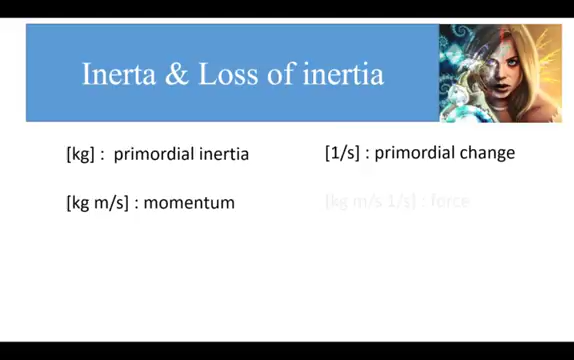 Inerta & Loss of inertia
[kg] : primordial inertia
[1/s] : primordial change
[kg m/s] : momentum
[kg m/s 1/s] : force